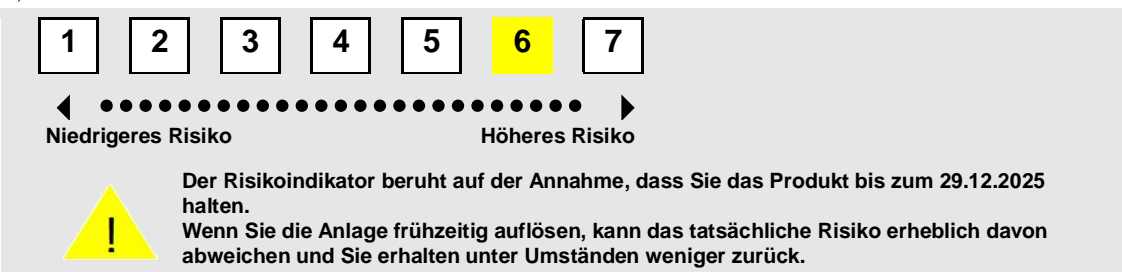 1 2 3 4 5 6 7
Niedrigeres Risiko Höheres Risiko
Der Risikoindikator beruht auf der Annahme, dass Sie das Produkt bis zum 29.12.2025
halten.
! Wenn Sie die Anlage frühzeitig auflösen, kann das tatsächliche Risiko erheblich davon
abweichen und Sie erhalten unter Umständen weniger zurück.